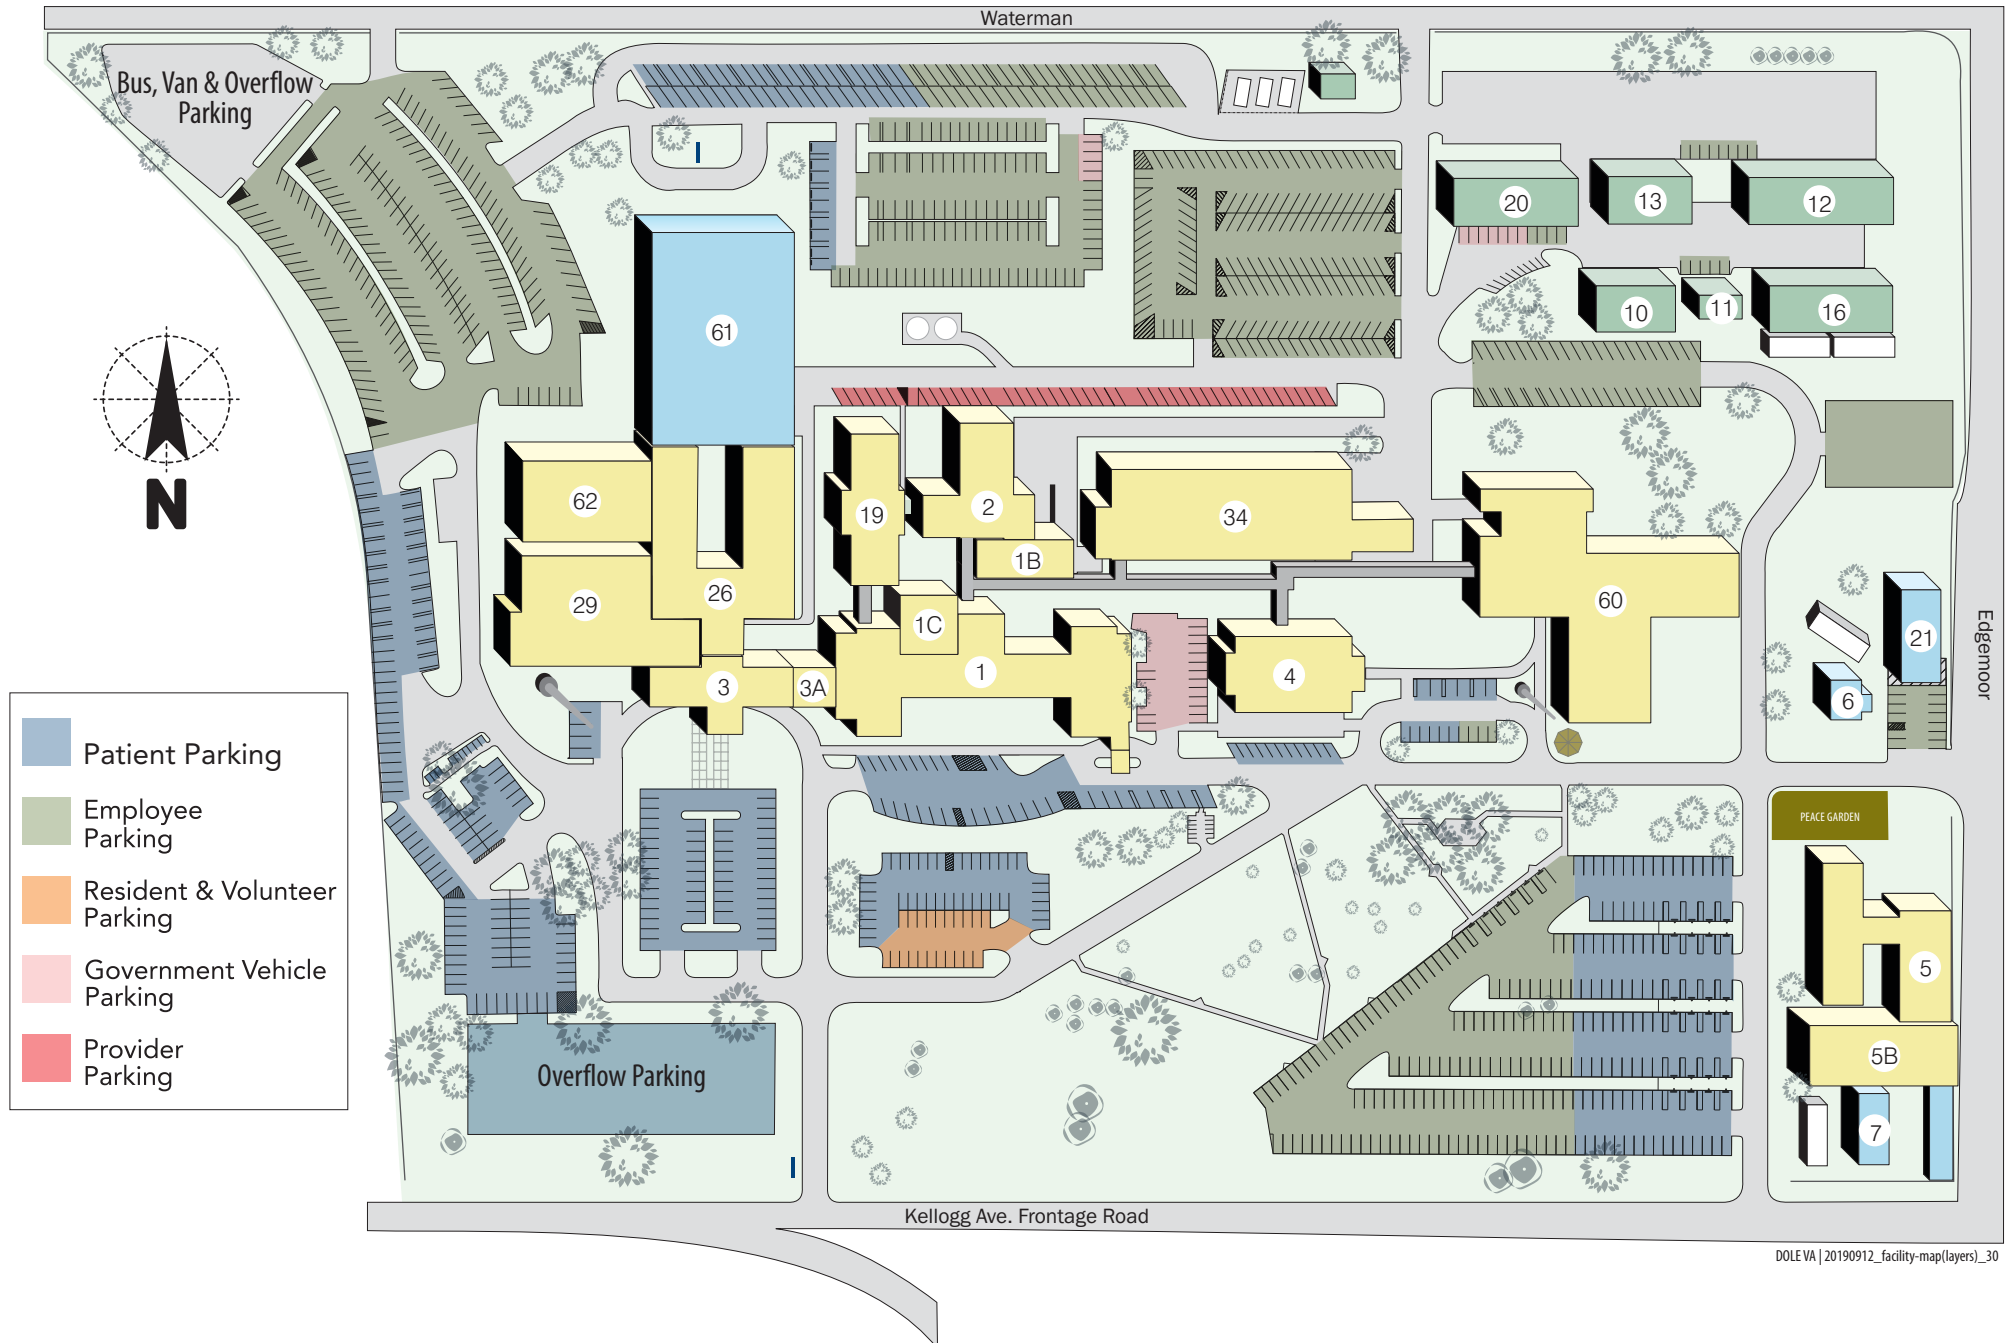 Waterman
Bus, Van & Overflow
Parking
20
13
12
10
11
16
61
N
62
19
2
34
1B
29
26
1C
60
1
3
3A
4
21
6
Edgemoor
Patient Parking
Employee
Parking
Resident & Volunteer
Parking
Government Vehicle
Parking
Provider
Parking
PEACE GARDEN
5
5B
7
Overflow Parking
Kellogg Ave. Frontage Road
DOLE VA | 20190912_facility-map(layers)_30